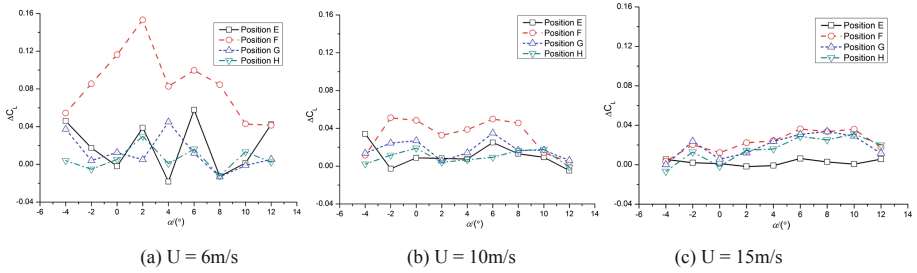 0.16
0.12
0.08
0.04
0.00
-0.04
ΔC_L
-6 -4 -2 0 2 4 6 8 10 12 14
α/(°)
Position E
Position F
Position G
Position H
(a) U = 6m/s
0.16
0.12
0.08
0.04
0.00
-0.04
ΔC_L
-6 -4 -2 0 2 4 6 8 10 12 14
α/(°)
Position E
Position F
Position G
Position H
(b) U = 10m/s
0.16
0.12
0.08
0.04
0.00
-0.04
ΔC_L
-6 -4 -2 0 2 4 6 8 10 12 14
α/(°)
Position E
Position F
Position G
Position H
(c) U = 15m/s